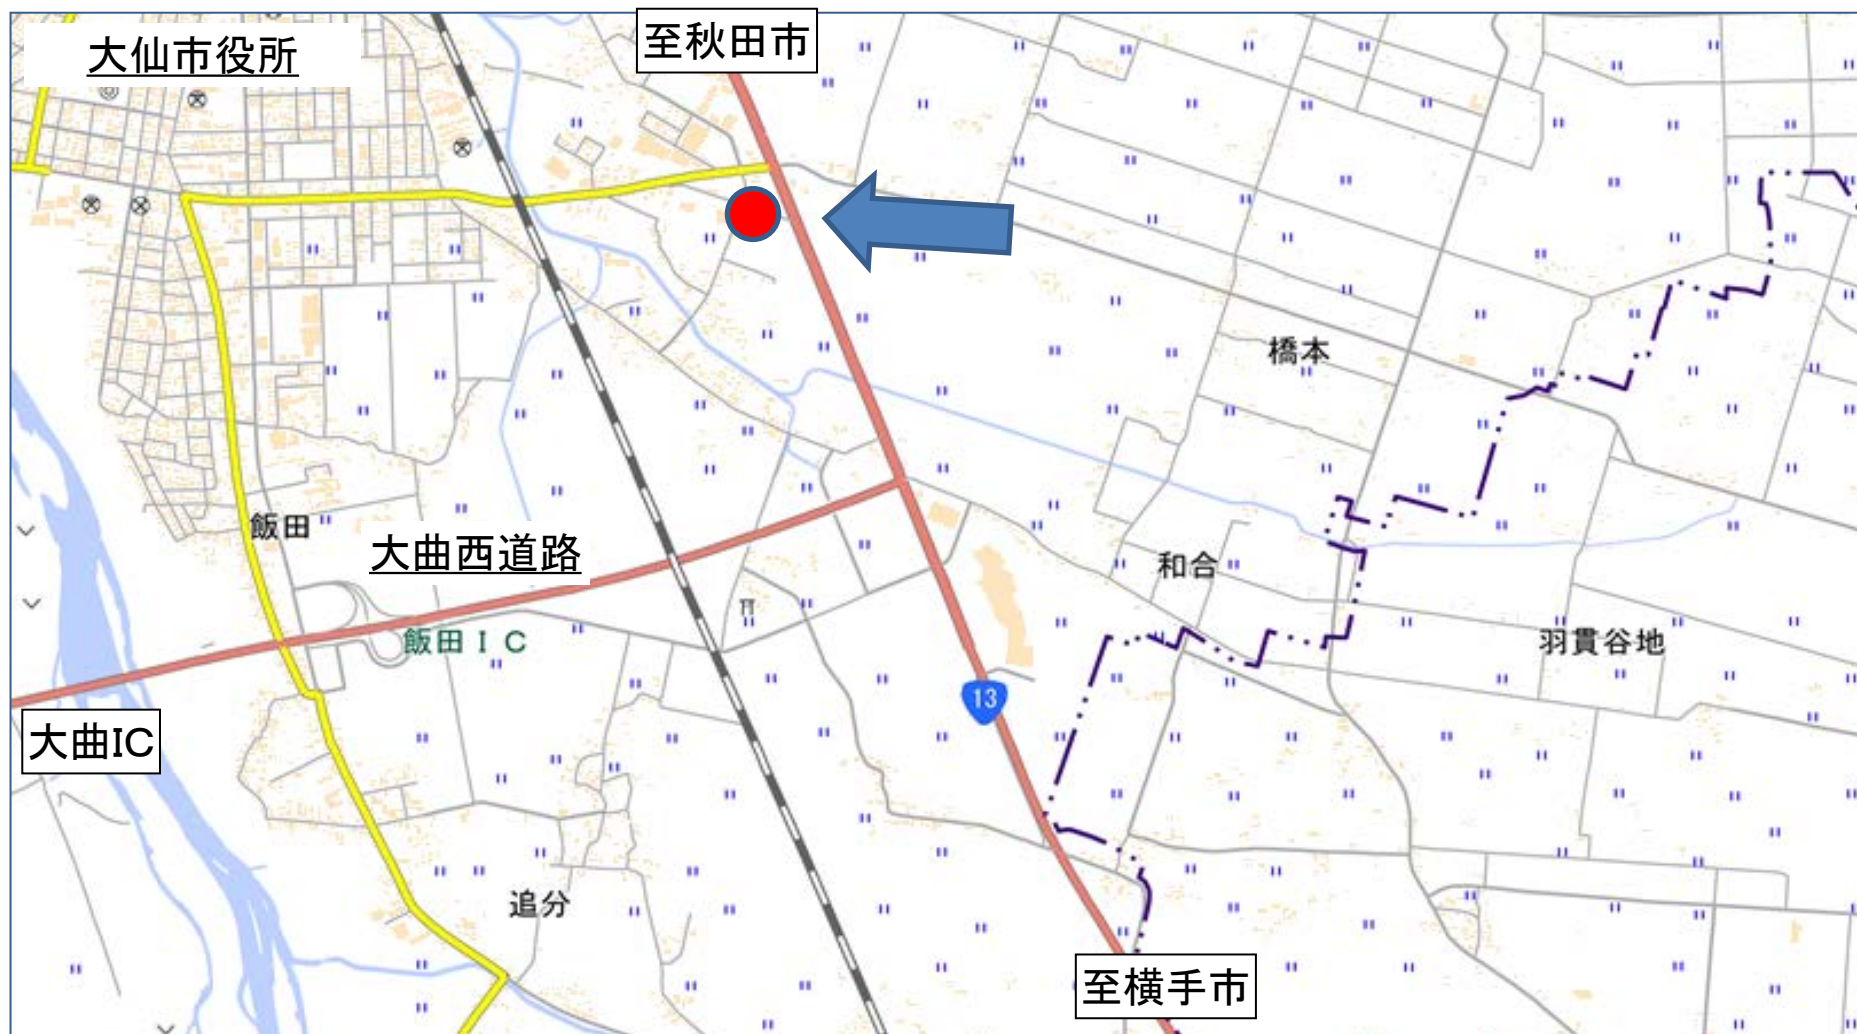 至秋田市
大仙市役所
橋本
飯田
大曲西道路
和合
飯田IC
羽貫谷地
13
大曲IC
追分
至横手市